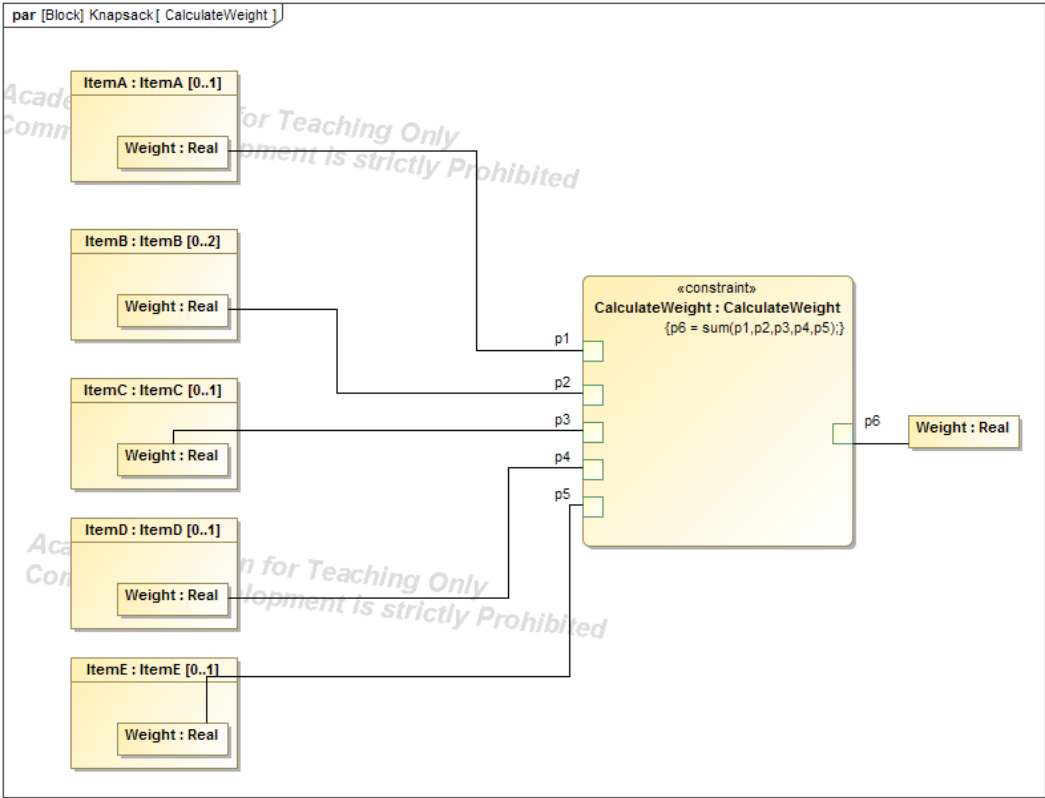 par [Block] Knapsack[ CalculateWeight ]
ItemA : ItemA [0..1]
Weight : Real
for Teaching Only
is strictly Prohibited
ItemB : ItemB [0..2]
Weight : Real
«constraint»
CalculateWeight : CalculateWeight
{p6 = sum(p1,p2,p3,p4,p5);}
p1
p2
p3
p4
p5
p6
Weight : Real
ItemC : ItemC [0..1]
Weight : Real
ItemD : ItemD [0..1]
Weight : Real
for Teaching Only
is strictly Prohibited
ItemE : ItemE [0..1]
Weight : Real